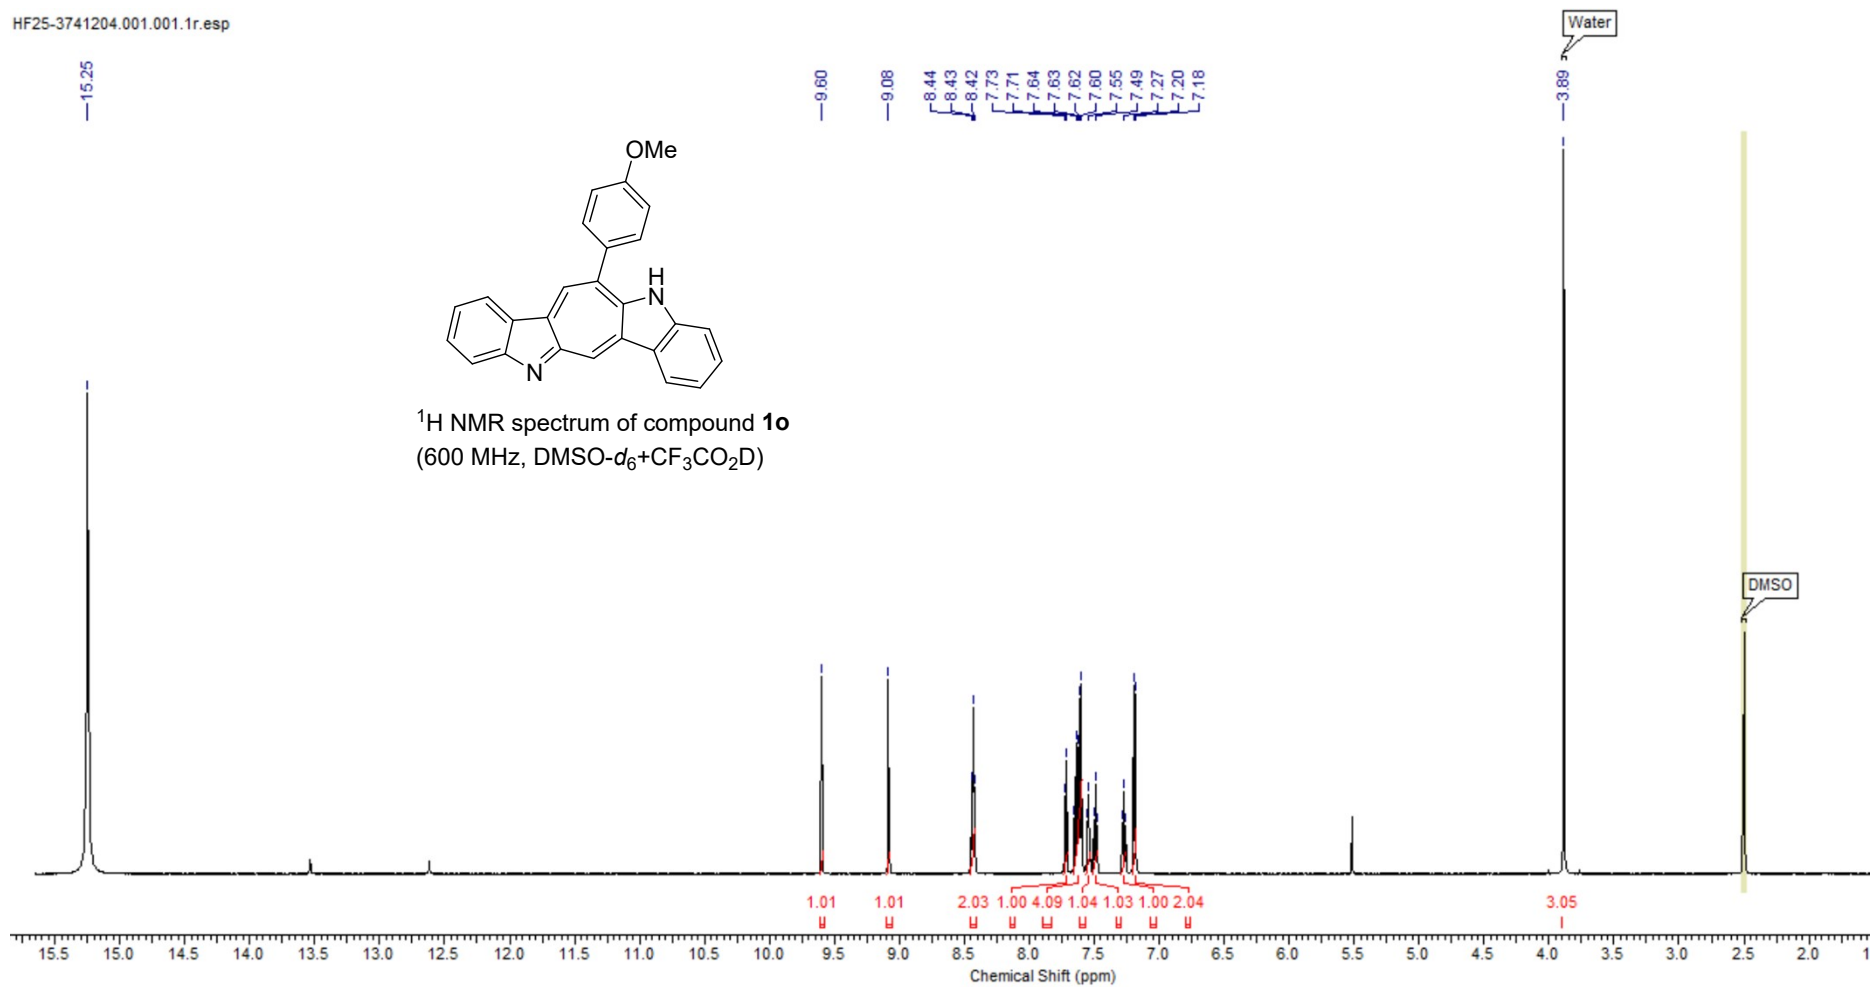 HF25-3741204.001.001.1r.esp
Water
15.25
9.60
9.08
8.44
8.43
8.42
7.73
7.71
7.64
7.63
7.62
7.60
7.55
7.49
7.27
7.20
7.18
3.89
OMe
H
N
N
¹H NMR spectrum of compound 1o
(600 MHz, DMSO-d₆+CF₃CO₂D)
DMSO
1.01 1.01 2.03 1.00 4.09 1.04 1.03 1.00 2.04 3.05
15.5 15.0 14.5 14.0 13.5 13.0 12.5 12.0 11.5 11.0 10.5 10.0 9.5 9.0 8.5 8.0 7.5 7.0 6.5 6.0 5.5 5.0 4.5 4.0 3.5 3.0 2.5 2.0 1
Chemical Shift (ppm)